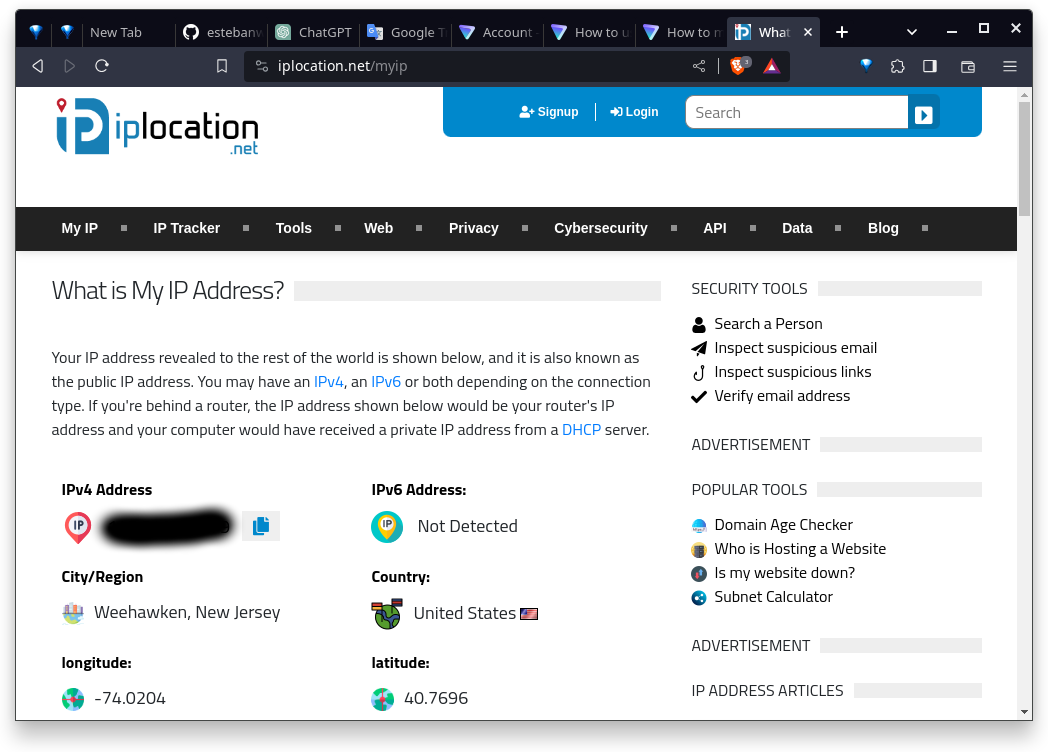 New Tab
esteban
ChatGPT
Google T
Account -
How to u
How to m
What
iplocation.net/myip
3
iplocation
.net
Signup
Login
Search
My IP
IP Tracker
Tools
Web
Privacy
Cybersecurity
API
Data
Blog
What is My IP Address?
Your IP address revealed to the rest of the world is shown below, and it is also known as
the public IP address. You may have an IPv4, an IPv6 or both depending on the connection
type. If you're behind a router, the IP address shown below would be your router's IP
address and your computer would have received a private IP address from a DHCP server.
IPv4 Address
IP
IPv6 Address:
IP
Not Detected
City/Region
Weehawken, New Jersey
Country:
United States
longitude:
-74.0204
latitude:
40.7696
SECURITY TOOLS
Search a Person
Inspect suspicious email
Inspect suspicious links
Verify email address
ADVERTISEMENT
POPULAR TOOLS
Domain Age Checker
Who is Hosting a Website
Is my website down?
Subnet Calculator
ADVERTISEMENT
IP ADDRESS ARTICLES